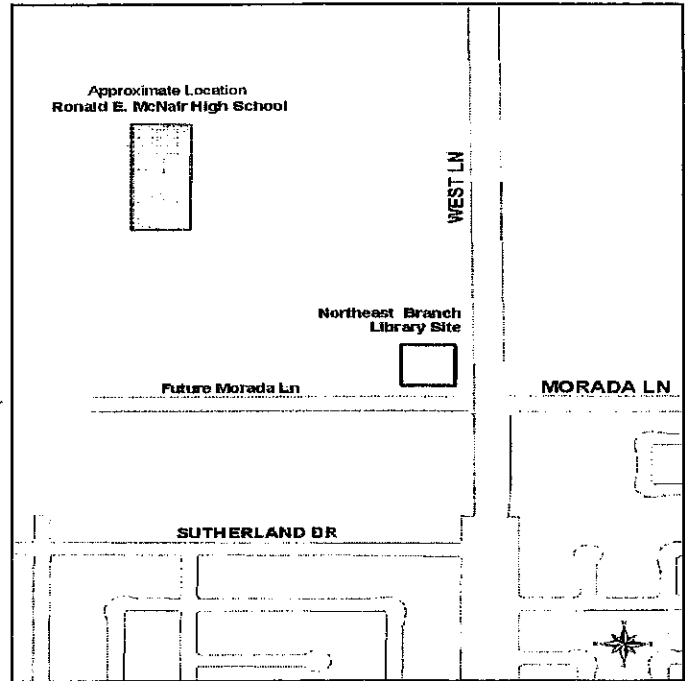 Approximate Location
Ronald E. McNair High School
WEST LN
Northeast Branch
Library Site
Future Morada Ln
MORADA LN
SUTHERLAND DR